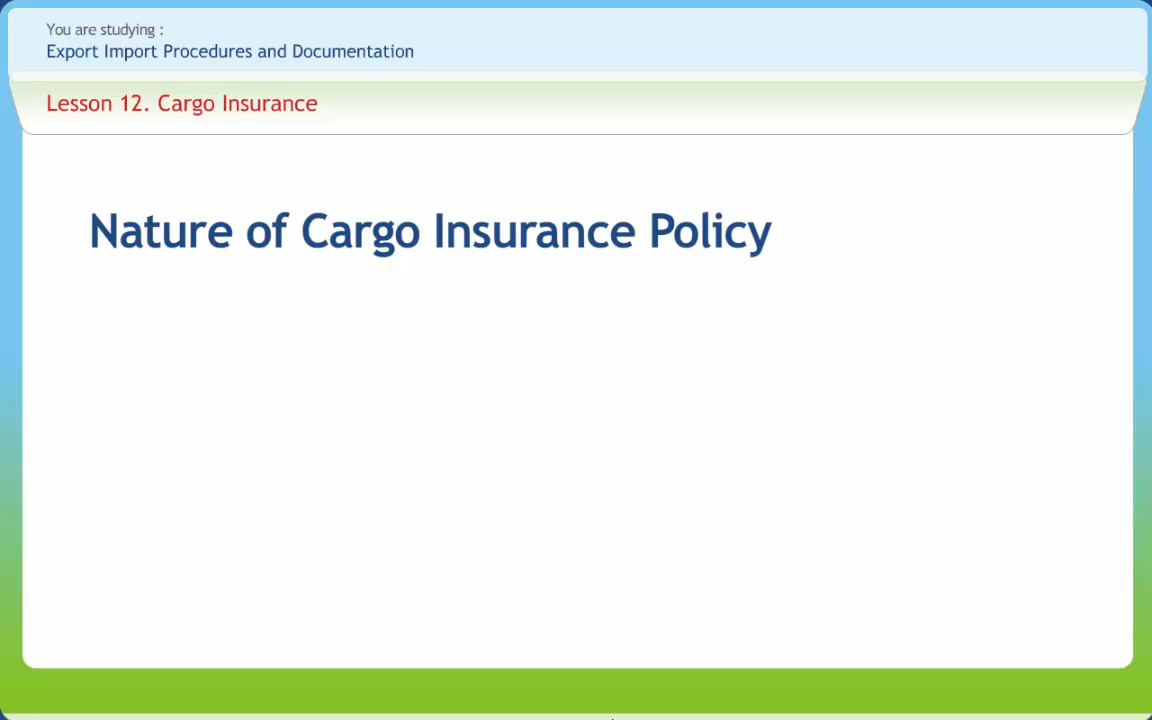 You are studying :
Export Import Procedures and Documentation
Lesson 12. Cargo Insurance
Nature of Cargo Insurance Policy